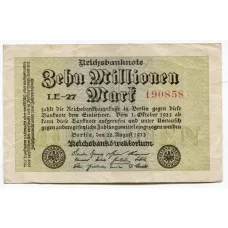 Reichsbanknote
Zehn Millionen
Mark
LE-27 190858
zahlt die Reichsbankhauptkasse in Berlin gegen diese
Banknote dem Einlieferer. Vom 1. Oktober 1923 ab
kann diese Banknote aufgerufen und unter Umtausch
gegen andere gesetzliche Zahlungsmittel eingezogen werden
Berlin, den 22. August 1923
Reichsbankdirektorium